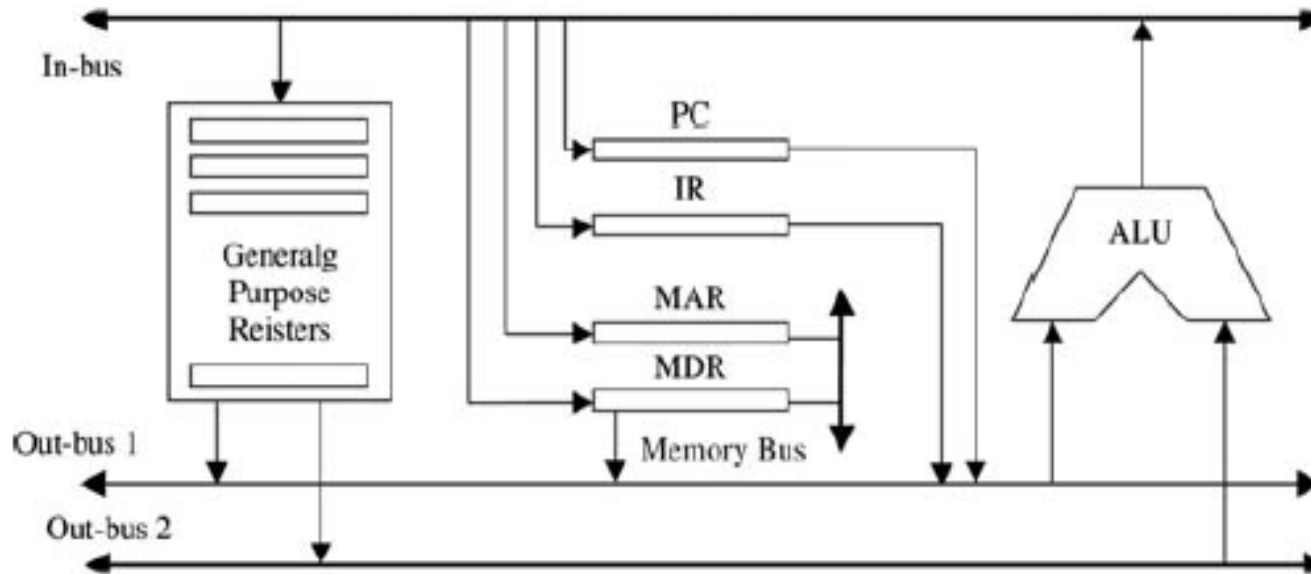 In-bus
PC
IR
Generalg
Purpose
Reisters
ALU
MAR
MDR
Out-bus 1
Memory Bus
Out-bus 2